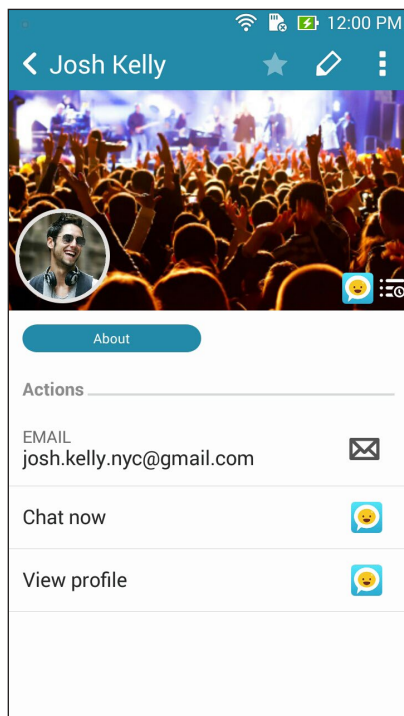 12:00 PM
Josh Kelly
About
Actions
EMAIL
josh.kelly.nyc@gmail.com
Chat now
View profile